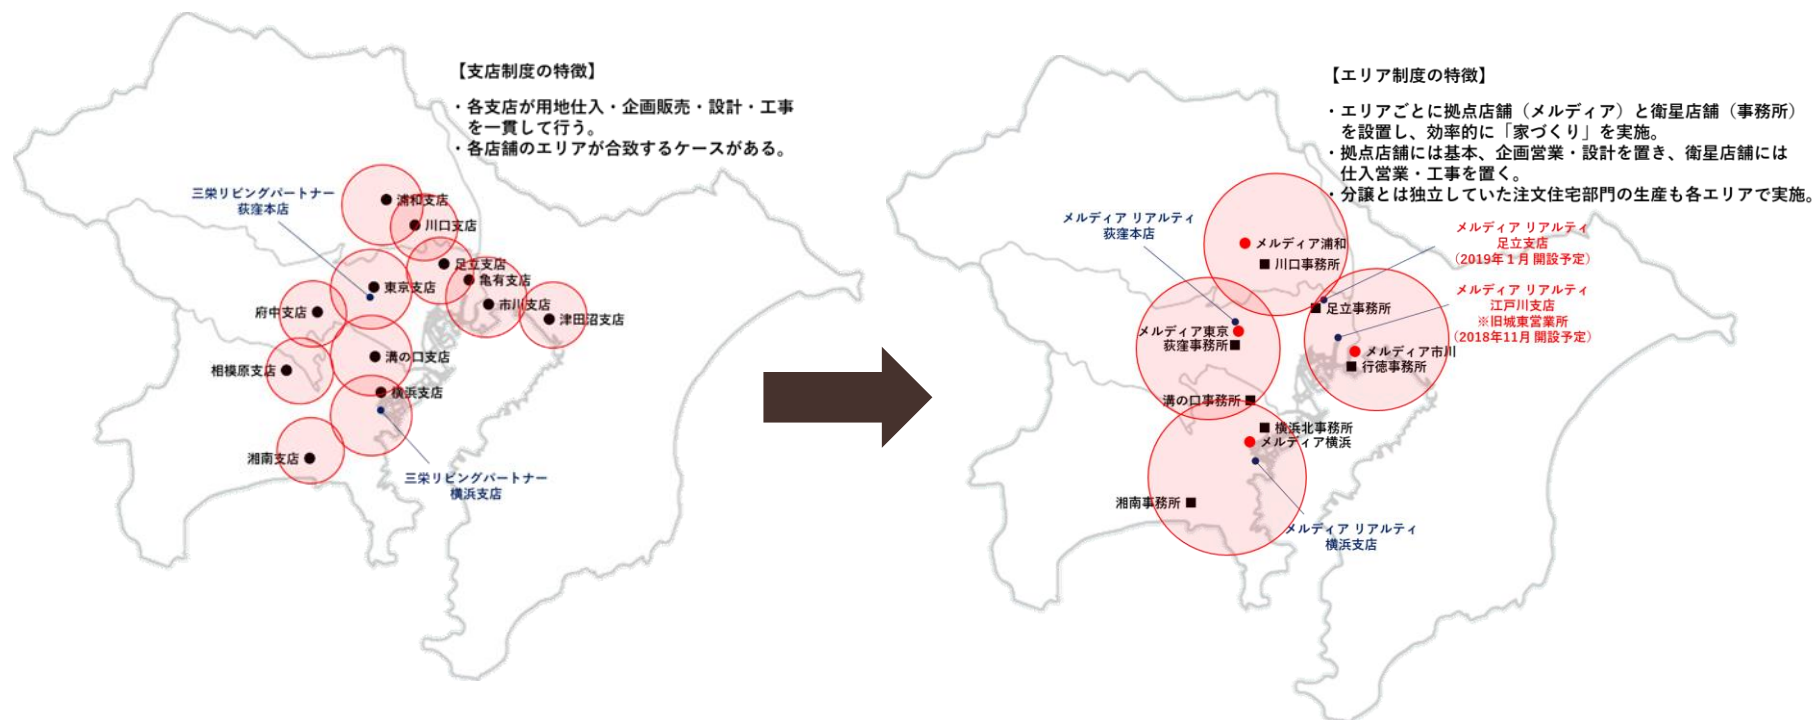 【支店制度の特徴】
・各支店が用地仕入・企画販売・設計・工事
を一貫して行う。
・各店舗のエリアが合致するケースがある。
三栄リビングパートナー
荻窪本店
浦和支店
川口支店
足立支店
亀有支店
東京支店
市川支店
府中支店
津田沼支店
溝の口支店
相模原支店
横浜支店
湘南支店
三栄リビングパートナー
横浜支店
【エリア制度の特徴】
・エリアごとに拠点店舗（メルディア）と衛星店舗（事務所）
を設置し、効率的に「家づくり」を実施。
・拠点店舗には基本、企画営業・設計を置き、衛星店舗には
仕入営業・工事を置く。
・分譲とは独立していた注文住宅部門の生産も各エリアで実施。
メルディア リアルティ
荻窪本店
メルディア リアルティ
足立支店
（2019年１月 開設予定）
メルディア浦和
川口事務所
メルディア リアルティ
江戸川支店
※旧城東営業所
（2018年11月 開設予定）
足立事務所
メルディア東京
荻窪事務所
メルディア市川
行徳事務所
溝の口事務所
横浜北事務所
メルディア横浜
湘南事務所
メルディア リアルティ
横浜支店